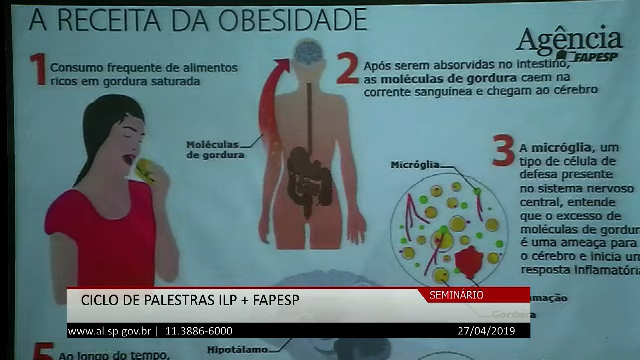 A RECEITA DA OBESIDADE
Agência
FAPESP
1 Consumo frequente de alimentos
ricos em gordura saturada
2 Após serem absorvidas no intestino,
as moléculas de gordura caem na
corrente sanguínea e chegam ao cérebro
Moléculas
de gordura
Micróglia
3 A micróglia, um
tipo de célula de
defesa presente
no sistema nervoso
central, entende
que o excesso de
moléculas de gordura
é uma ameaça para
o cérebro e inicia um
resposta inflamatóri
CICLO DE PALESTRAS ILP + FAPESP
SEMINÁRIO
mação
Gordura
www.al.sp.gov.br | 11.3886-6000
27/04/2019
Hipotálamo
5 Ao longo do tempo,